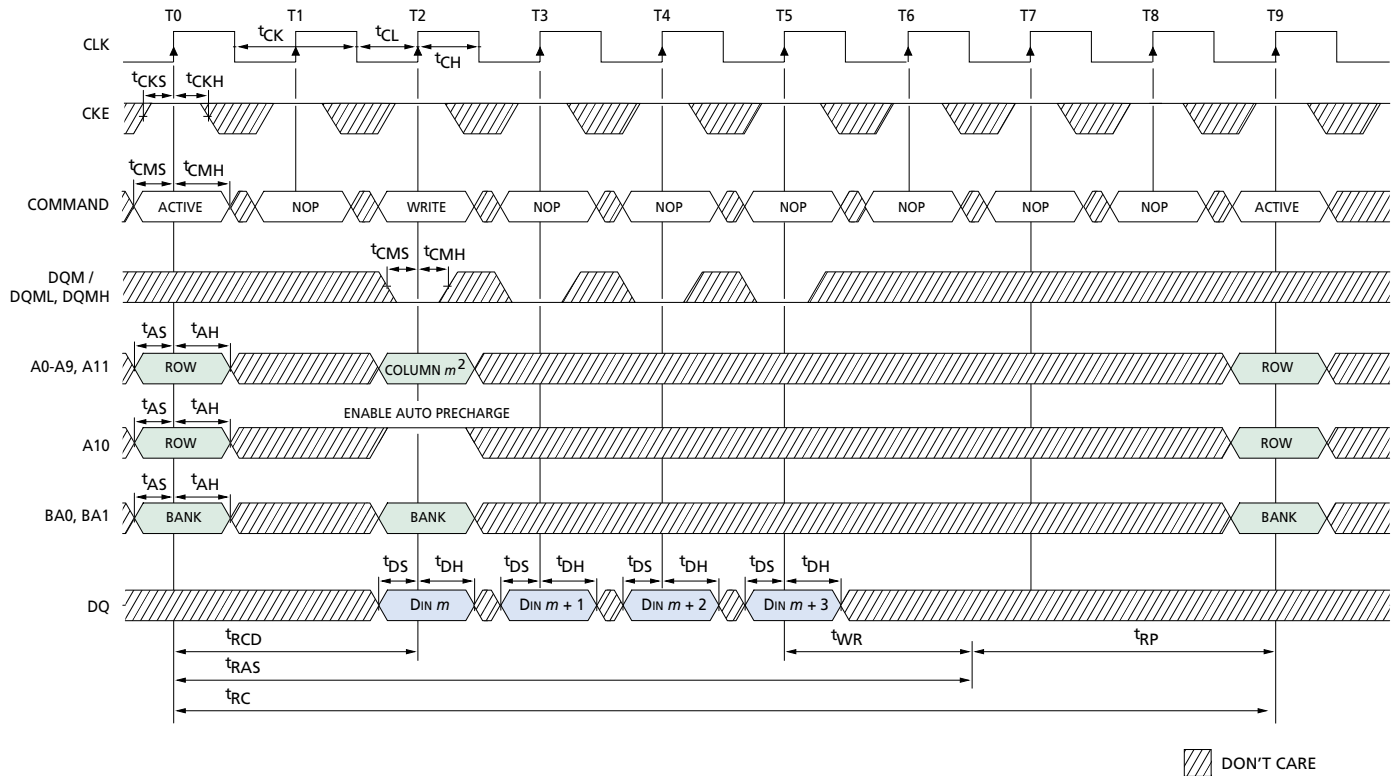 T0 T1 T2 T3 T4 T5 T6 T7 T8 T9
CLK
tCK tCL
tCH
tCKS tCKH
CKE
tCMS tCMH
COMMAND ACTIVE NOP WRITE NOP NOP NOP NOP NOP NOP ACTIVE
tCMS tCMH
DQM /
DQML, DQMH
tAS tAH
A0-A9, A11 ROW COLUMN m2 ROW
ENABLE AUTO PRECHARGE
tAS tAH
A10 ROW ROW
tAS tAH
BA0, BA1 BANK BANK BANK
tDS tDH tDS tDH tDS tDH tDS tDH
DQ DIN m DIN m + 1 DIN m + 2 DIN m + 3
tRCD tWR tRP
tRAS
tRC
DON'T CARE